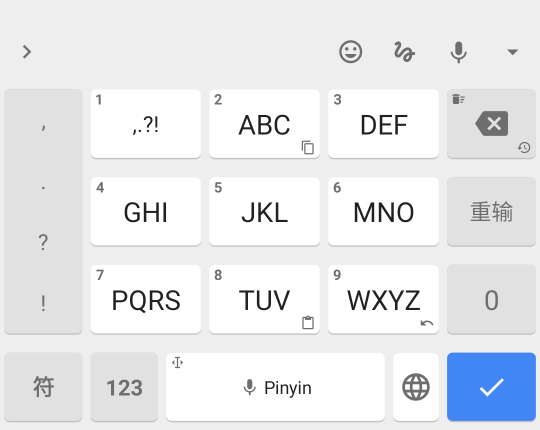 ,
.
?
!
1 ,.?!
2 ABC
3 DEF
4 GHI
5 JKL
6 MNO
重输
7 PQRS
8 TUV
9 WXYZ
0
符
123
Pinyin